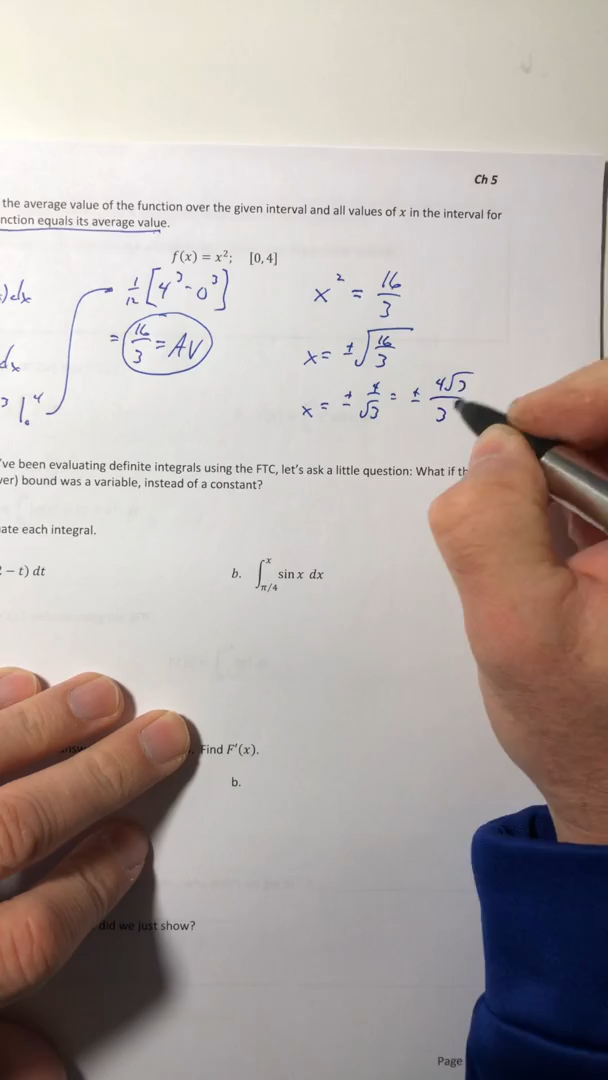 Ch 5
the average value of the function over the given interval and all values of x in the interval for
nction equals its average value.
f(x) = x²; [0, 4]
)dx = 1/12 [4³ - 0³] x² = 16/3
= 16/3 = AV x = ±√(16/3)
dx
³ |₀⁴ x = ± 4/√3 = ± 4√3/3
've been evaluating definite integrals using the FTC, let's ask a little question: What if th
ver) bound was a variable, instead of a constant?
ate each integral.
− t) dt b. ∫_{π/4}^{x} sin x dx
Find F′(x).
b.
did we just show?
Page